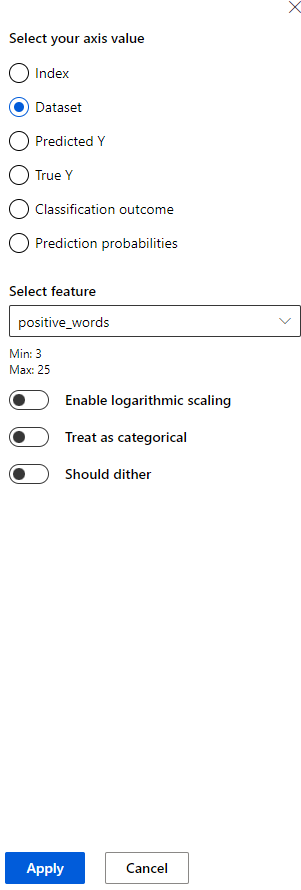 Select your axis value
Index
Dataset
Predicted Y
True Y
Classification outcome
Prediction probabilities
Select feature
positive_words
Min: 3
Max: 25
Enable logarithmic scaling
Treat as categorical
Should dither
Apply Cancel